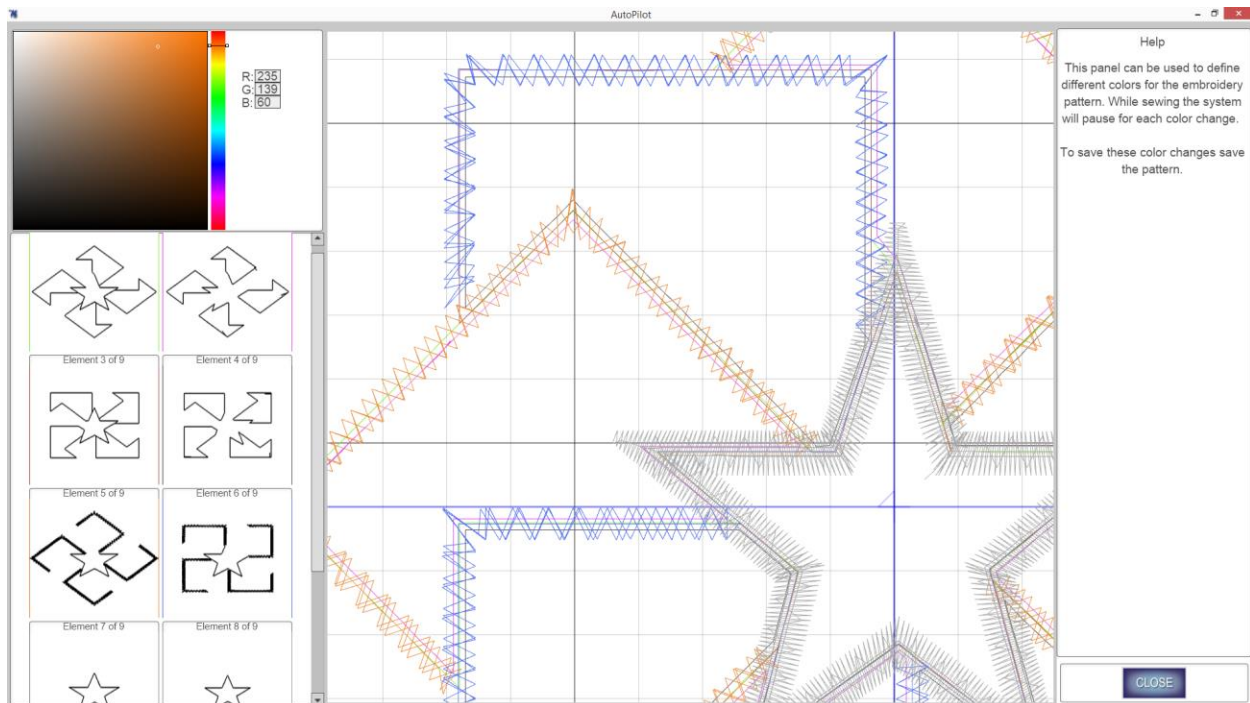 AutoPilot
R: 235
G: 139
B: 60
Help
This panel can be used to define
different colors for the embroidery
pattern. While sewing the system
will pause for each color change.
To save these color changes save
the pattern.
Element 3 of 9
Element 4 of 9
Element 5 of 9
Element 6 of 9
Element 7 of 9
Element 8 of 9
CLOSE